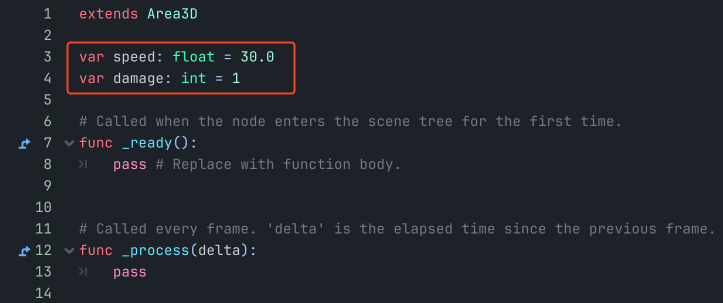 1 extends Area3D
2
3 var speed: float = 30.0
4 var damage: int = 1
5
6 # Called when the node enters the scene tree for the first time.
7 func _ready():
8 pass # Replace with function body.
9
10
11 # Called every frame. 'delta' is the elapsed time since the previous frame.
12 func _process(delta):
13 pass
14